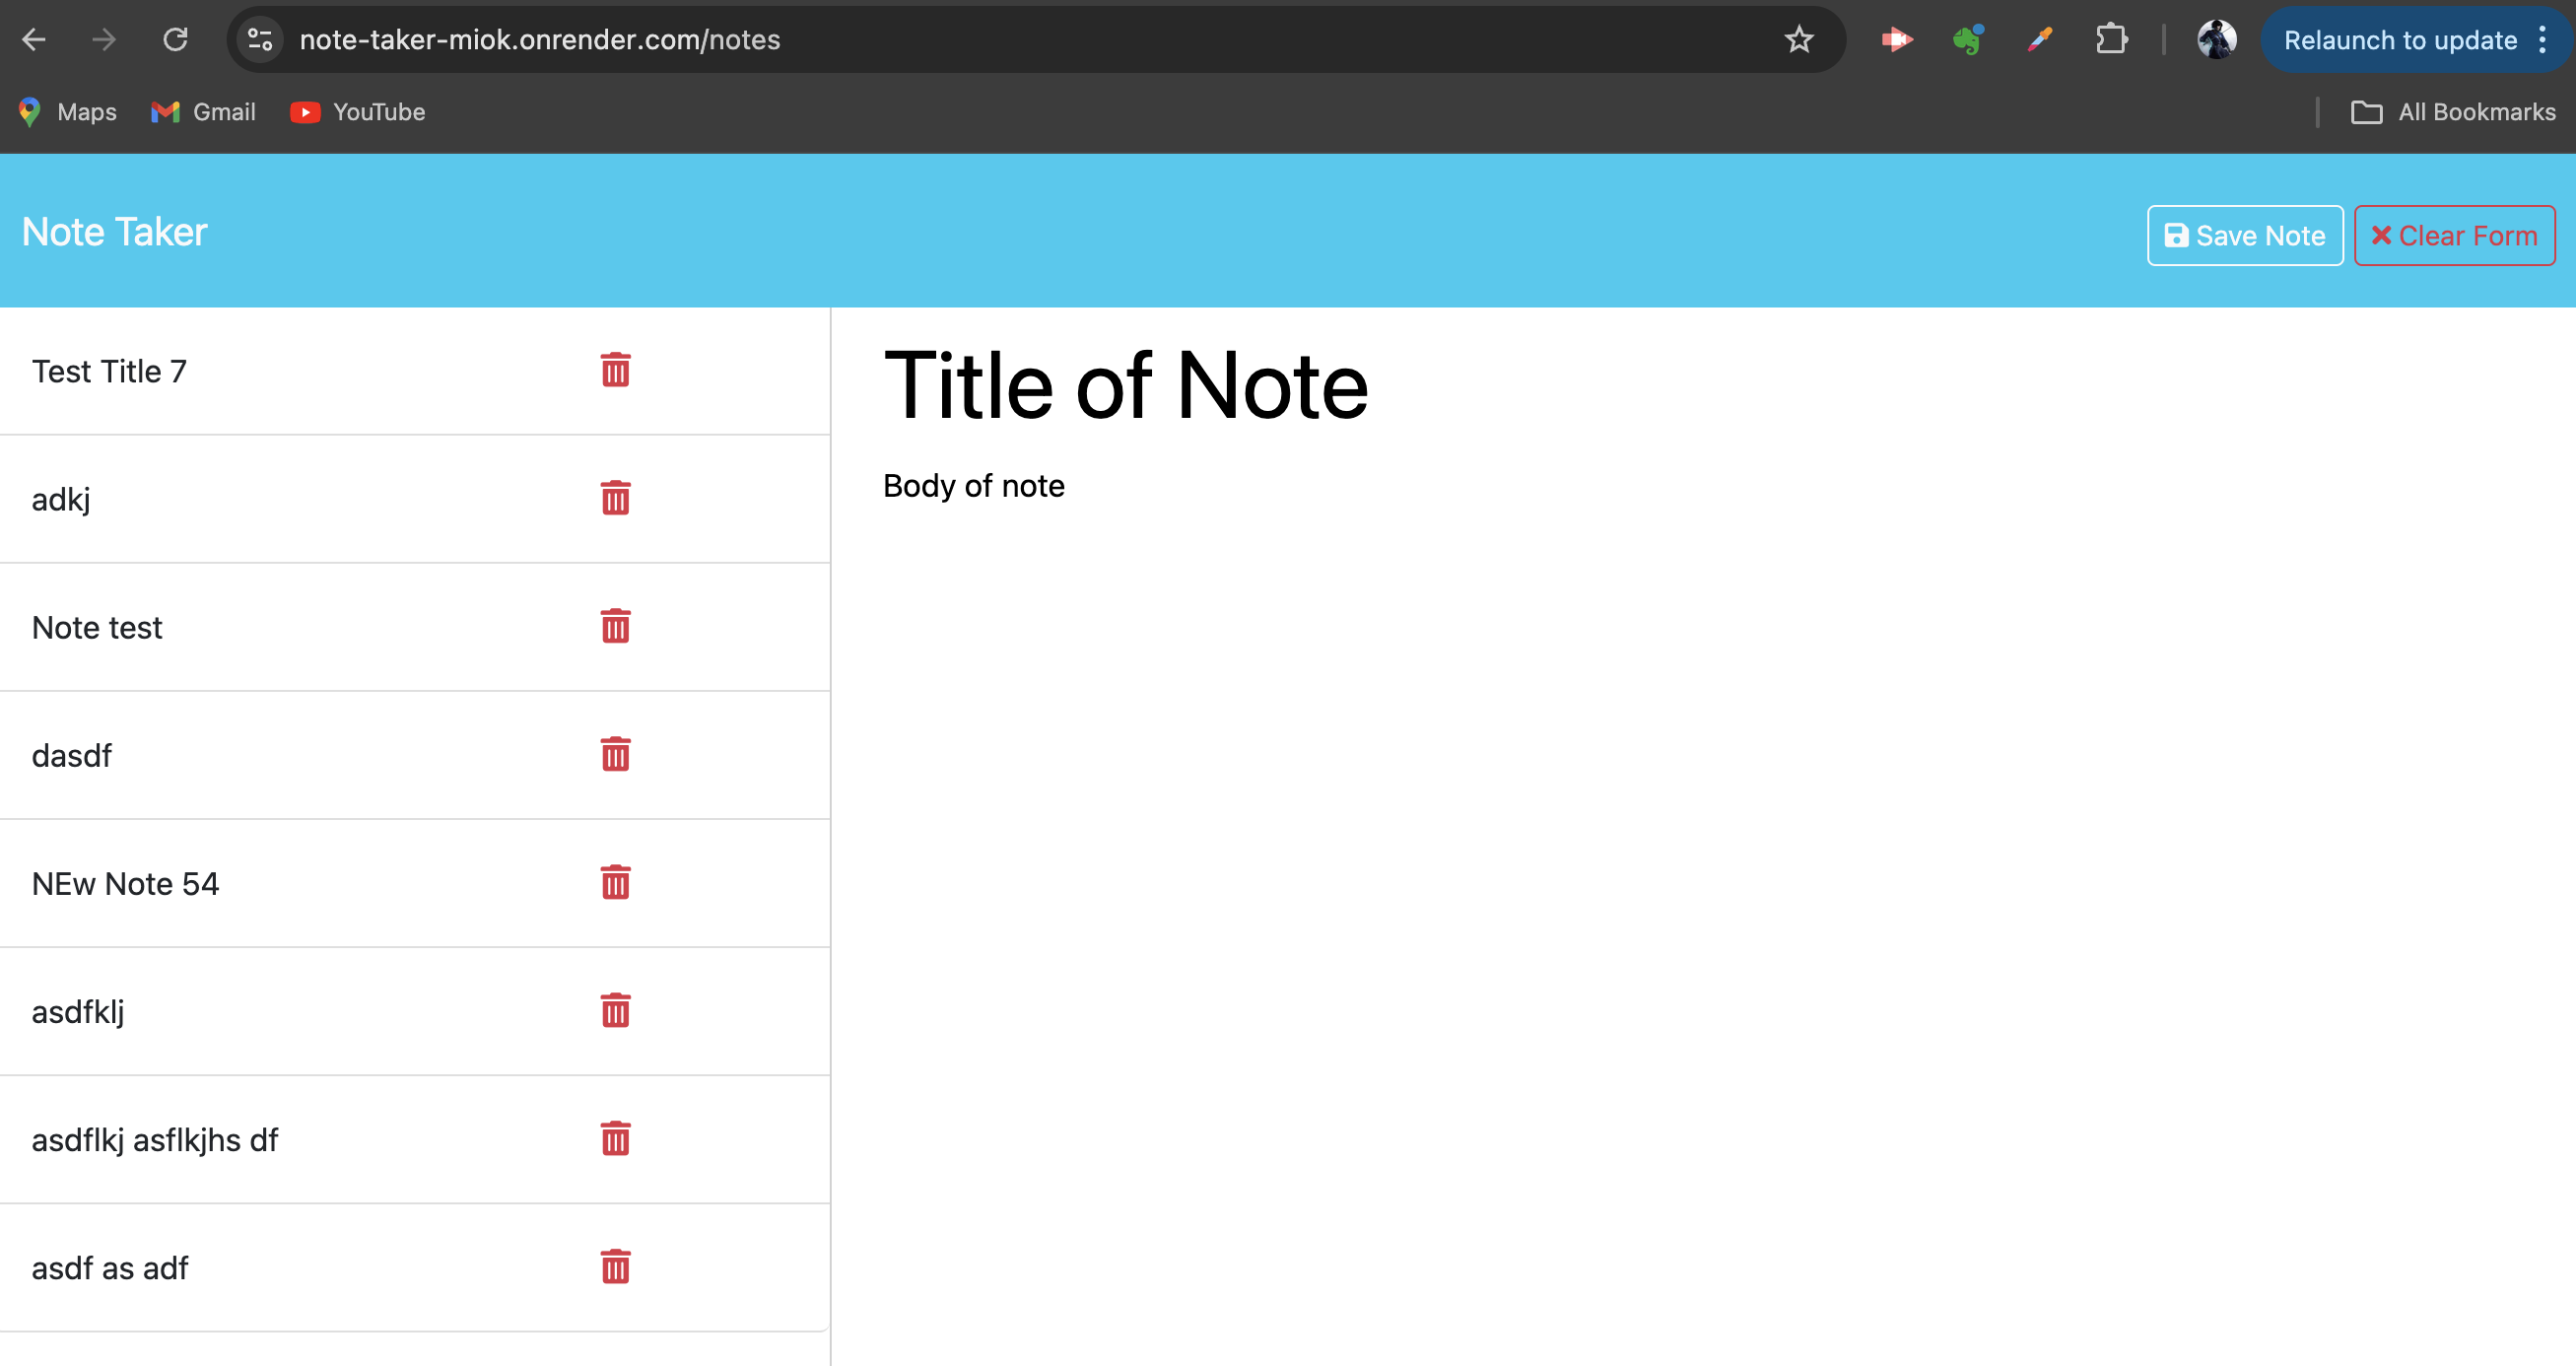 note-taker-miok.onrender.com/notes
Relaunch to update
Maps
Gmail
YouTube
All Bookmarks
Note Taker
Save Note
Clear Form
Test Title 7
adkj
Note test
dasdf
NEw Note 54
asdfklj
asdflkj asflkjhs df
asdf as adf
Title of Note
Body of note